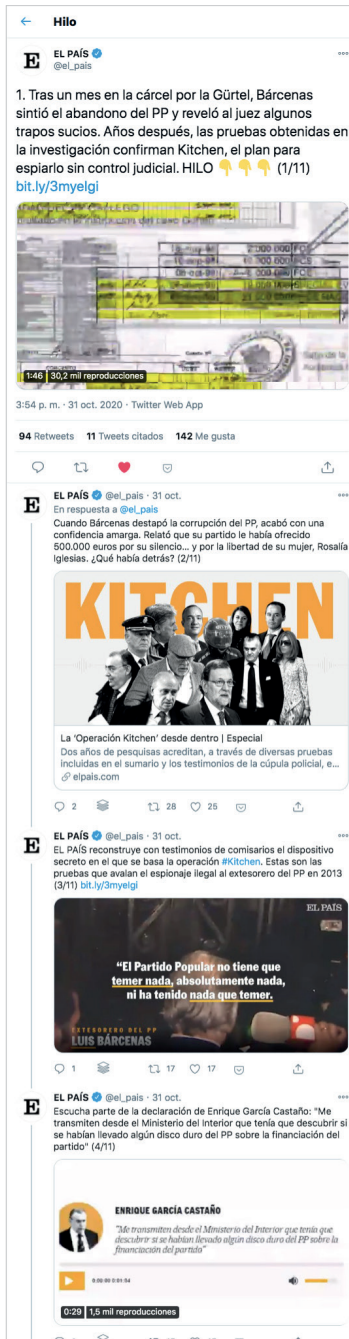 Hilo
EL PAÍS
@el_pais
1. Tras un mes en la cárcel por la Gürtel, Bárcenas
sintió el abandono del PP y reveló al juez algunos
trapos sucios. Años después, las pruebas obtenidas en
la investigación confirman Kitchen, el plan para
espiarlo sin control judicial. HILO 👇 👇 👇 (1/11)
bit.ly/3myelgi
1:46 30,2 mil reproducciones
3:54 p. m. · 31 oct. 2020 · Twitter Web App
94 Retweets 11 Tweets citados 142 Me gusta
EL PAÍS @el_pais · 31 oct.
En respuesta a @el_pais
Cuando Bárcenas destapó la corrupción del PP, acabó con una
confidencia amarga. Relató que su partido le había ofrecido
500.000 euros por su silencio... y por la libertad de su mujer, Rosalía
Iglesias. ¿Qué había detrás? (2/11)
KITCHEN
La ‘Operación Kitchen’ desde dentro | Especial
Dos años de pesquisas acreditan, a través de diversas pruebas
incluidas en el sumario y los testimonios de la cúpula policial, e...
elpais.com
2 28 25
EL PAÍS @el_pais · 31 oct.
EL PAÍS reconstruye con testimonios de comisarios el dispositivo
secreto en el que se basa la operación #Kitchen. Estas son las
pruebas que avalan el espionaje ilegal al extesorero del PP en 2013
(3/11) bit.ly/3myelgi
EL PAÍS
“El Partido Popular no tiene que
temer nada, absolutamente nada,
ni ha tenido nada que temer.
EXTESORERO DEL PP
LUIS BÁRCENAS
1 17 17
EL PAÍS @el_pais · 31 oct.
Escucha parte de la declaración de Enrique García Castaño: "Me
transmiten desde el Ministerio del Interior que tenía que descubrir si
se habían llevado algún disco duro del PP sobre la financiación del
partido" (4/11)
ENRIQUE GARCÍA CASTAÑO
"Me transmiten desde el Ministerio del Interior que tenía que
descubrir si se habían llevado algún disco duro del PP sobre la
financiación del partido"
0:29 1,5 mil reproducciones